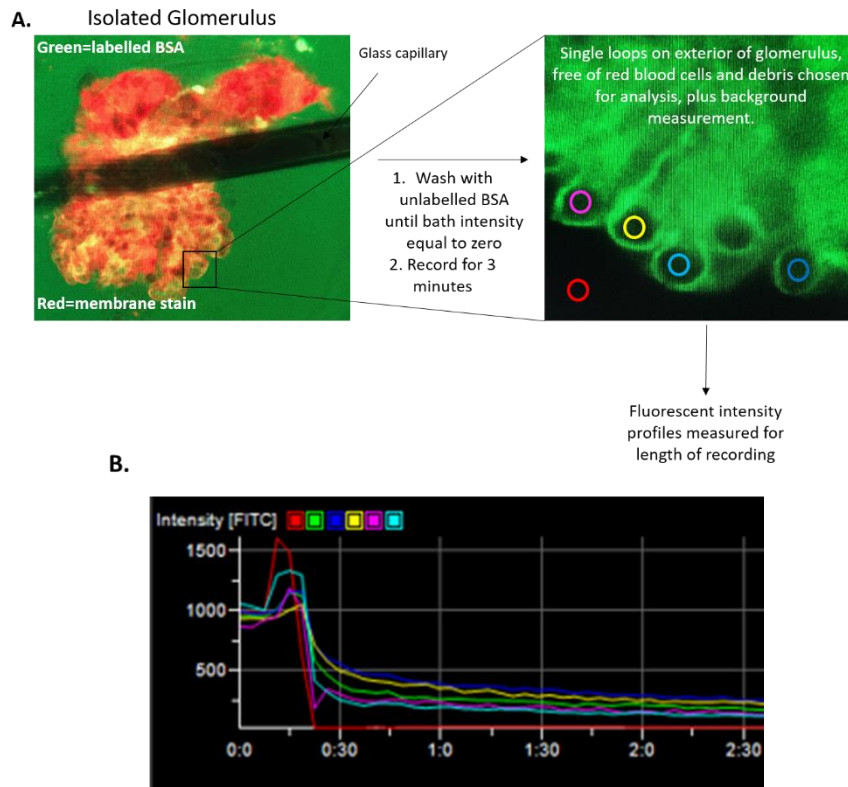 A.
Isolated Glomerulus
Green=labelled BSA
Red=membrane stain
Glass capillary
1. Wash with
unlabelled BSA
until bath intensity
equal to zero
2. Record for 3
minutes
Single loops on exterior of glomerulus,
free of red blood cells and debris chosen
for analysis, plus background
measurement.
Fluorescent intensity
profiles measured for
length of recording
B.
Intensity [FITC]
1500
1000
500
0:0
0:30
1:0
1:30
2:0
2:30